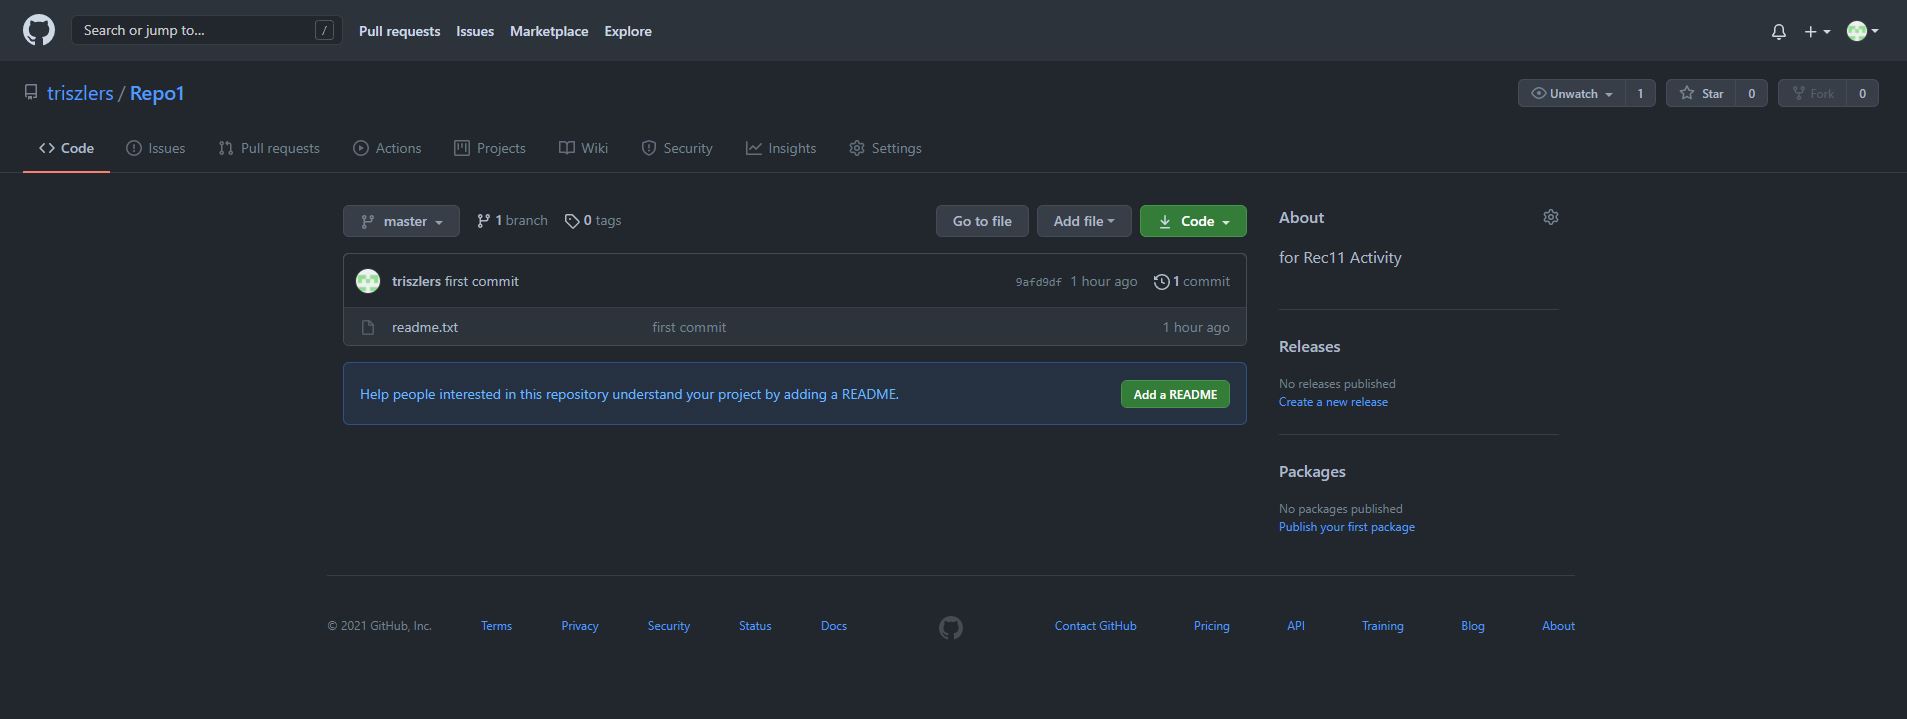 Search or jump to... /
Pull requests Issues Marketplace Explore
triszlers / Repo1
Unwatch 1 Star 0 Fork 0
Code Issues Pull requests Actions Projects Wiki Security Insights Settings
master 1 branch 0 tags Go to file Add file Code
triszlers first commit 9afd9df 1 hour ago 1 commit
readme.txt first commit 1 hour ago
Help people interested in this repository understand your project by adding a README. Add a README
About
for Rec11 Activity
Releases
No releases published
Create a new release
Packages
No packages published
Publish your first package
© 2021 GitHub, Inc. Terms Privacy Security Status Docs Contact GitHub Pricing API Training Blog About